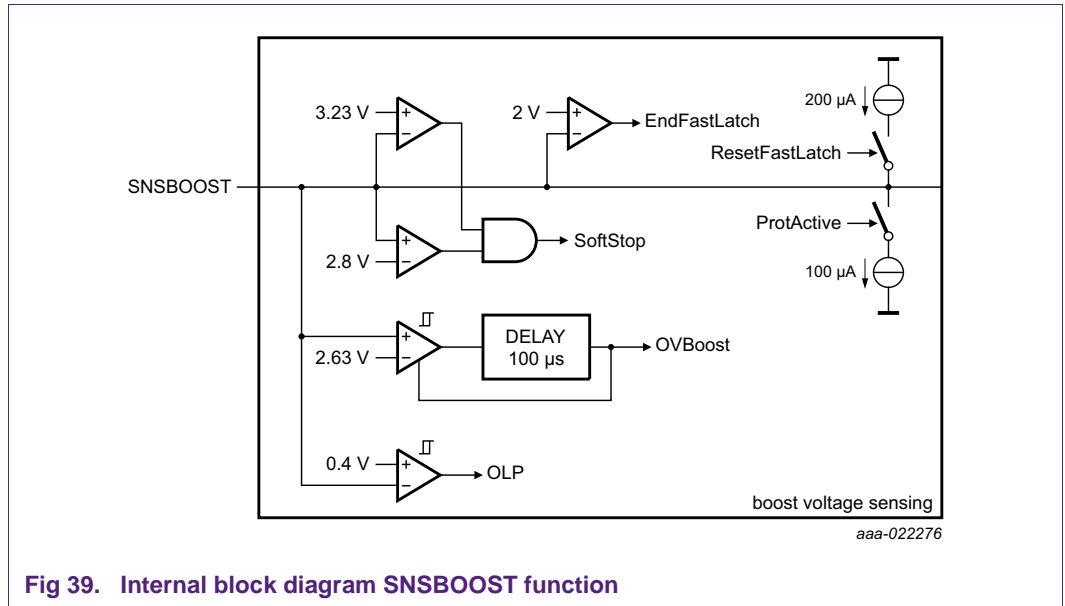 3.23 V
+
−
2 V
+
−
EndFastLatch
200 µA
ResetFastLatch
SNSBOOST
+
2.8 V
−
SoftStop
ProtActive
100 µA
+
2.63 V
−
DELAY
100 µs
OVBoost
0.4 V
+
−
OLP
boost voltage sensing
aaa-022276
Fig 39. Internal block diagram SNSBOOST function